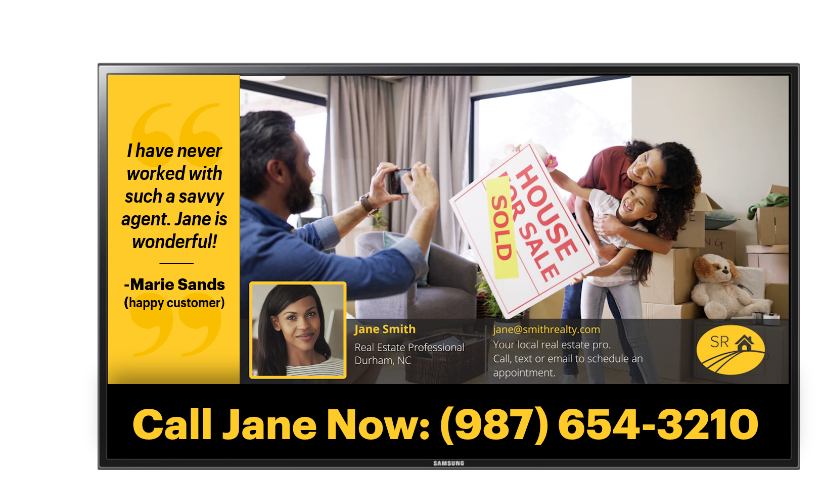 I have never
worked with
such a savvy
agent. Jane is
wonderful!
-Marie Sands
(happy customer)
HOUSE
FOR SALE
SOLD
Jane Smith
Real Estate Professional
Durham, NC
jane@smithrealty.com
Your local real estate pro.
Call, text or email to schedule an
appointment.
SR
Call Jane Now: (987) 654-3210
SAMSUNG